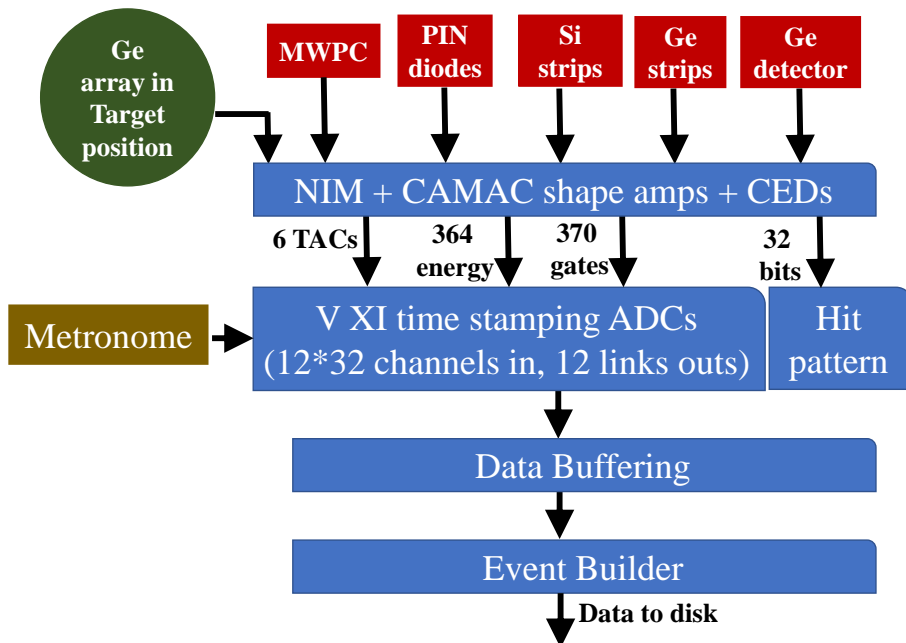 Ge
array in
Target
position
MWPC
PIN
diodes
Si
strips
Ge
strips
Ge
detector
NIM + CAMAC shape amps + CEDs
6 TACs
364
energy
370
gates
32
bits
Metronome
V XI time stamping ADCs
(12*32 channels in, 12 links outs)
Hit
pattern
Data Buffering
Event Builder
Data to disk